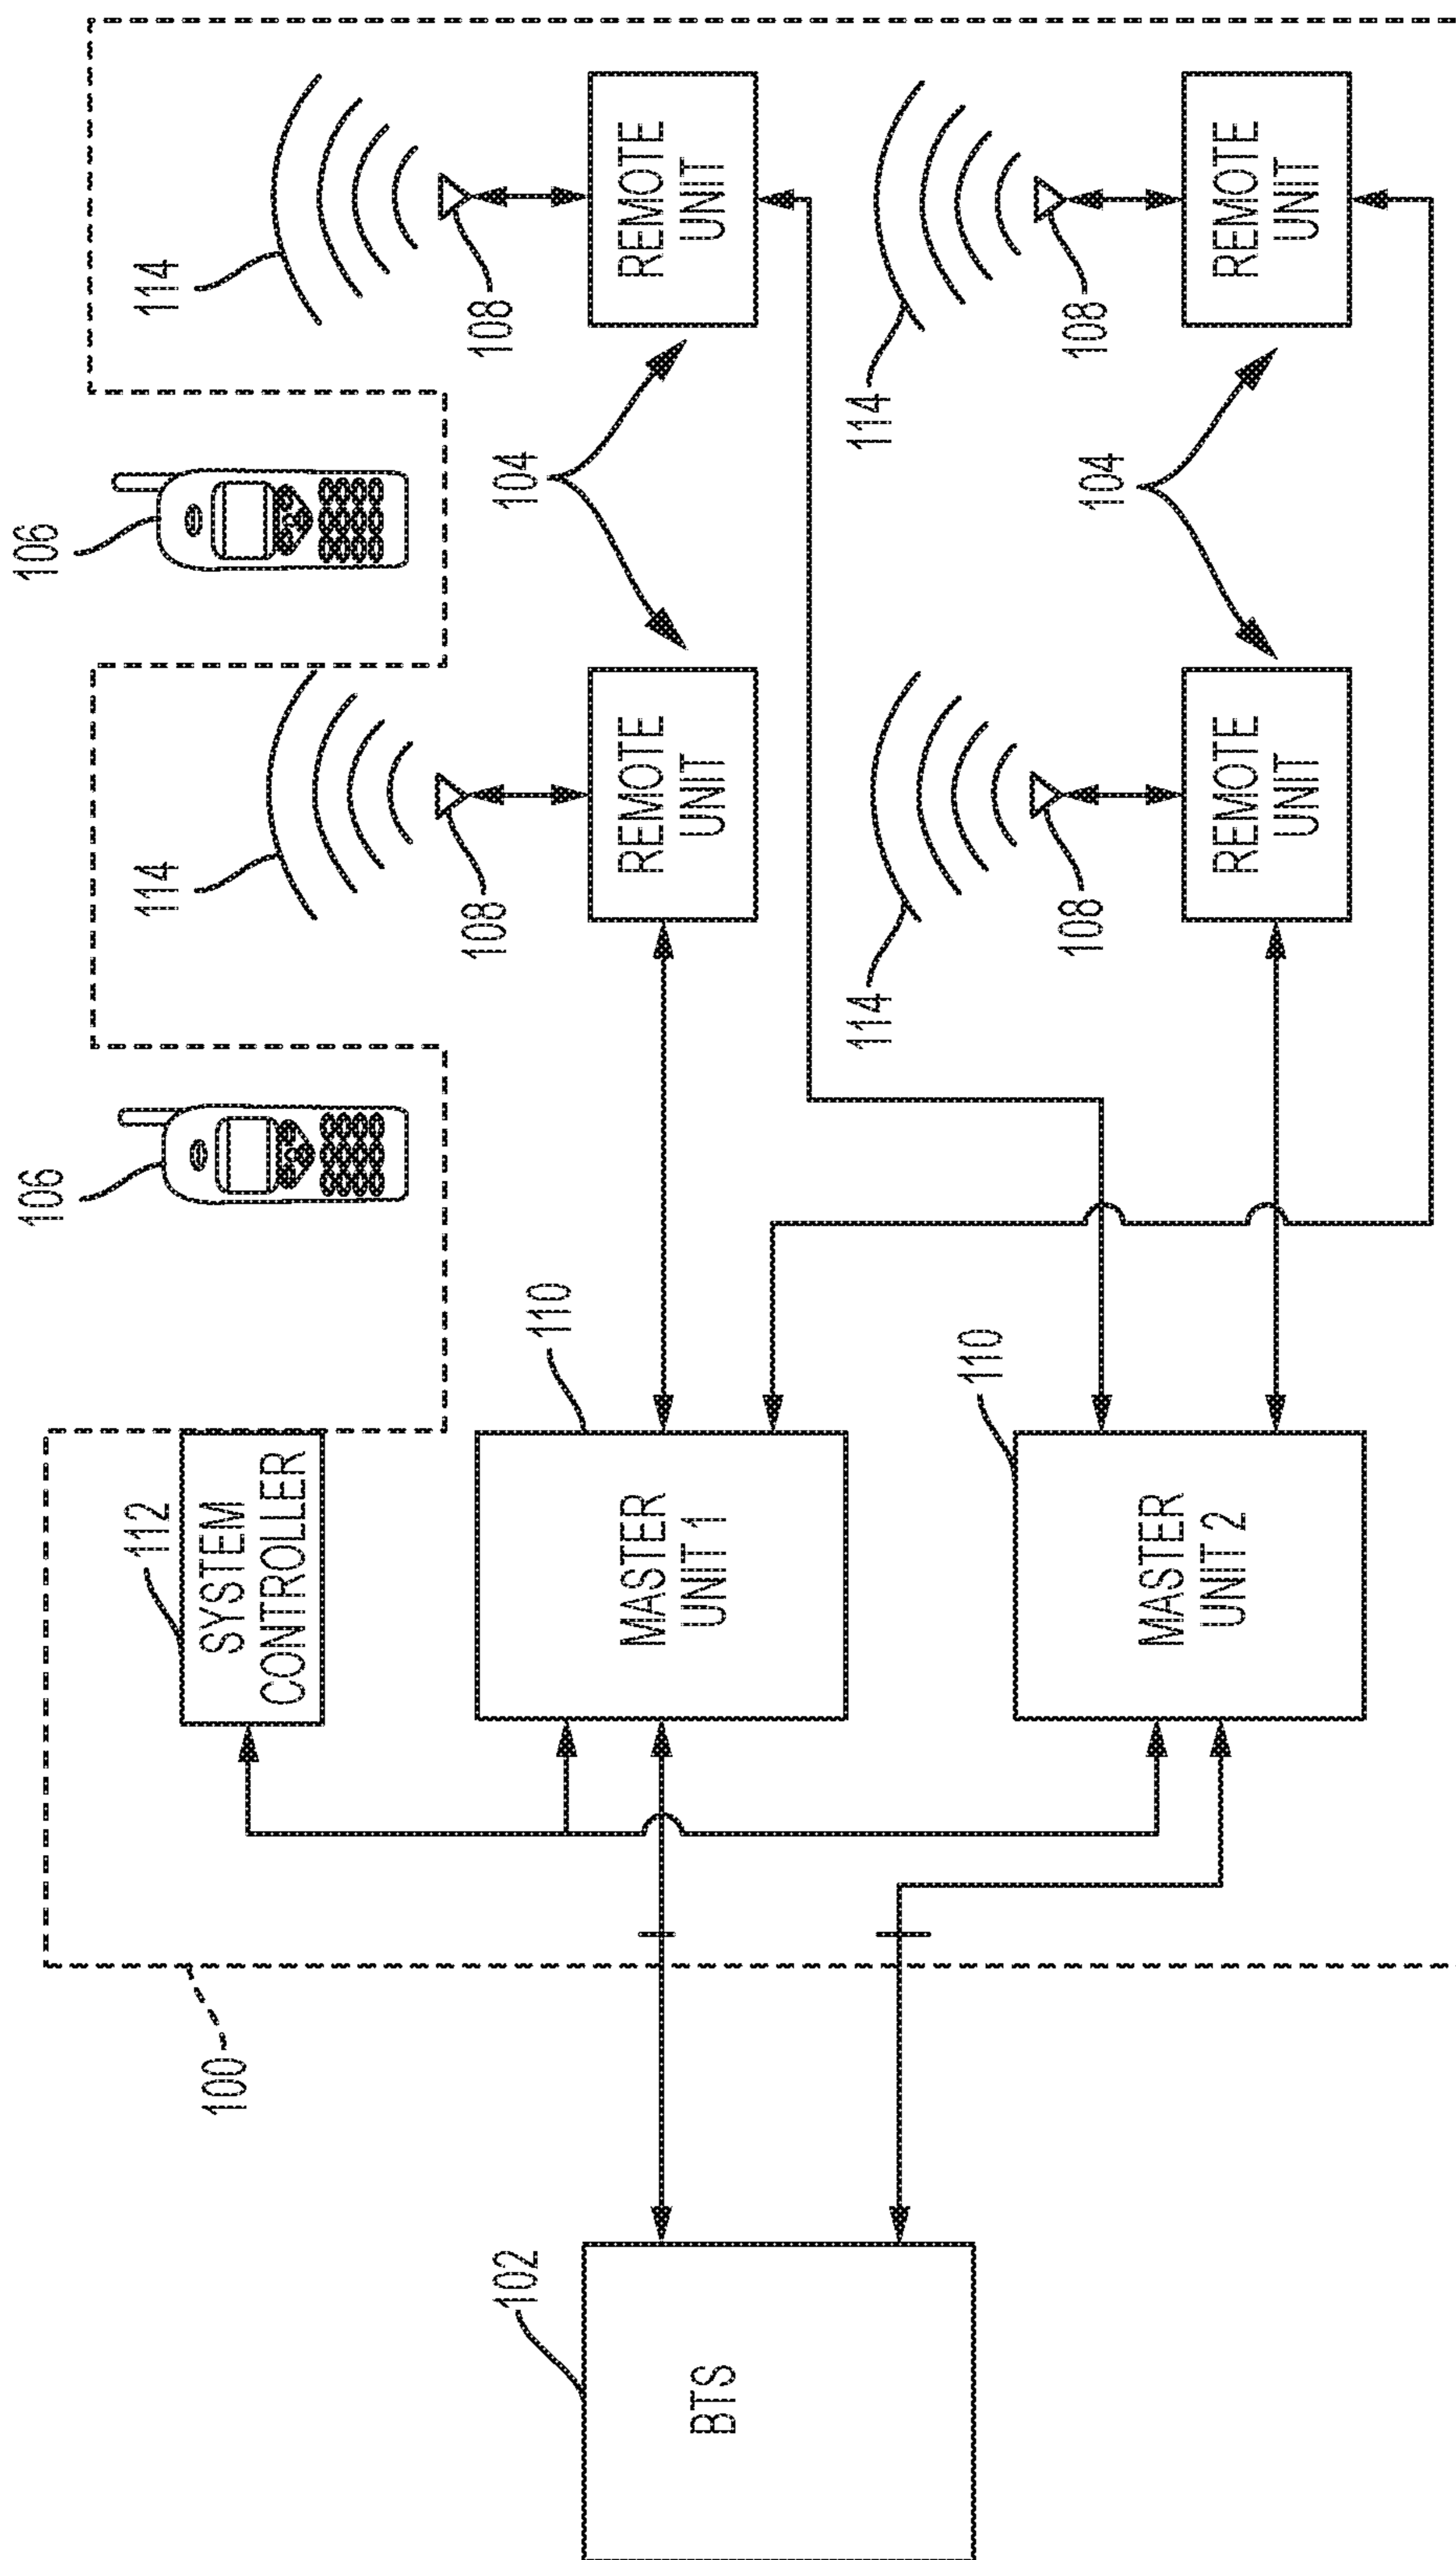 106
106
114
114
112
SYSTEM
CONTROLLER
100
108
108
104
110
MASTER
UNIT 1
REMOTE
UNIT
REMOTE
UNIT
102
BTS
114
114
110
MASTER
UNIT 2
108
108
104
REMOTE
UNIT
REMOTE
UNIT